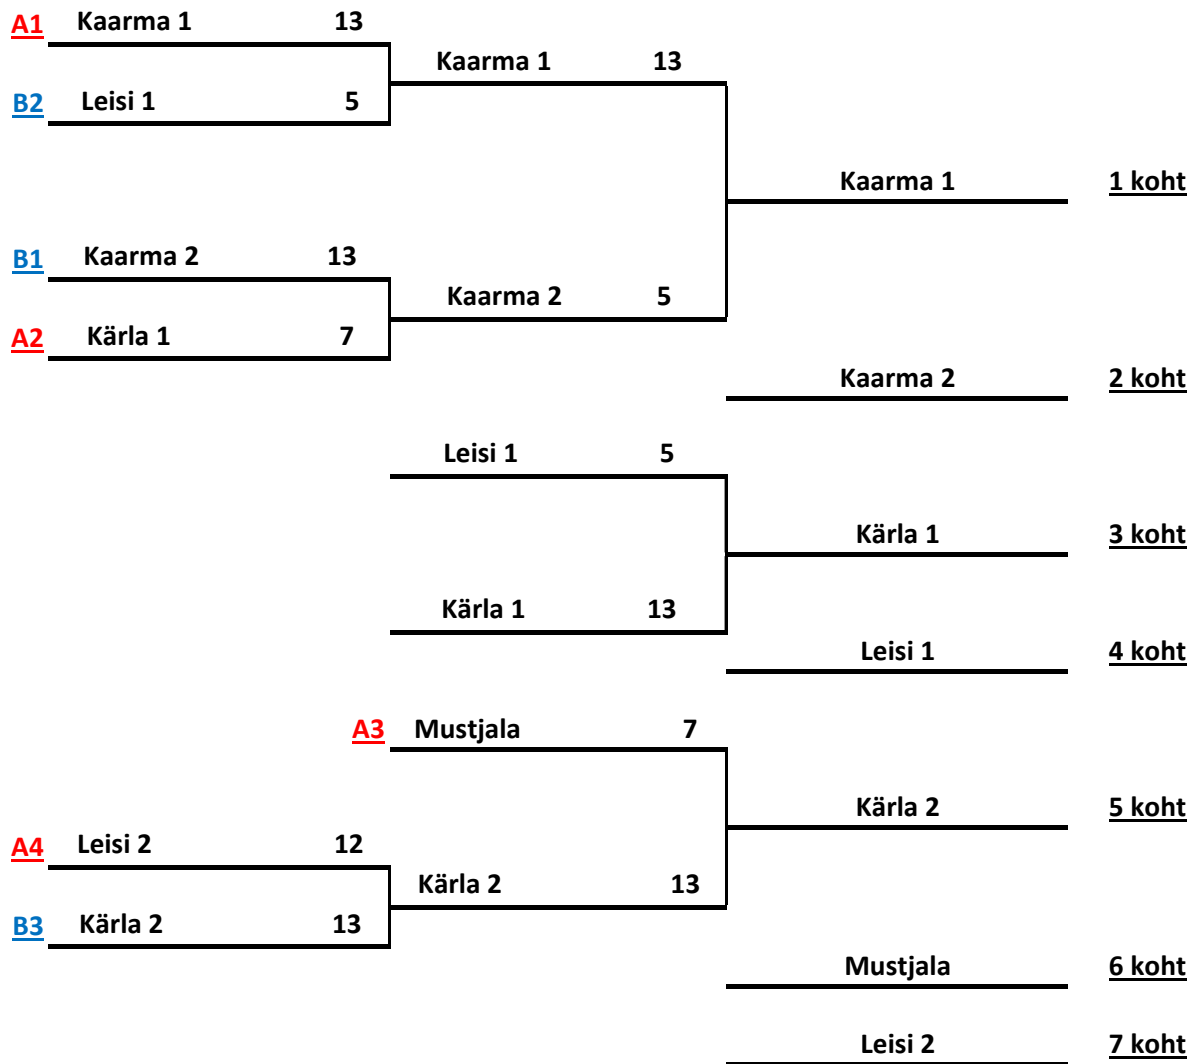 A1 Kaarma 1 13
Kaarma 1 13
B2 Leisi 1 5
Kaarma 1 1 koht
B1 Kaarma 2 13
Kaarma 2 5
A2 Kärla 1 7
Kaarma 2 2 koht
Leisi 1 5
Kärla 1 3 koht
Kärla 1 13
Leisi 1 4 koht
A3 Mustjala 7
Kärla 2 5 koht
A4 Leisi 2 12
Kärla 2 13
B3 Kärla 2 13
Mustjala 6 koht
Leisi 2 7 koht